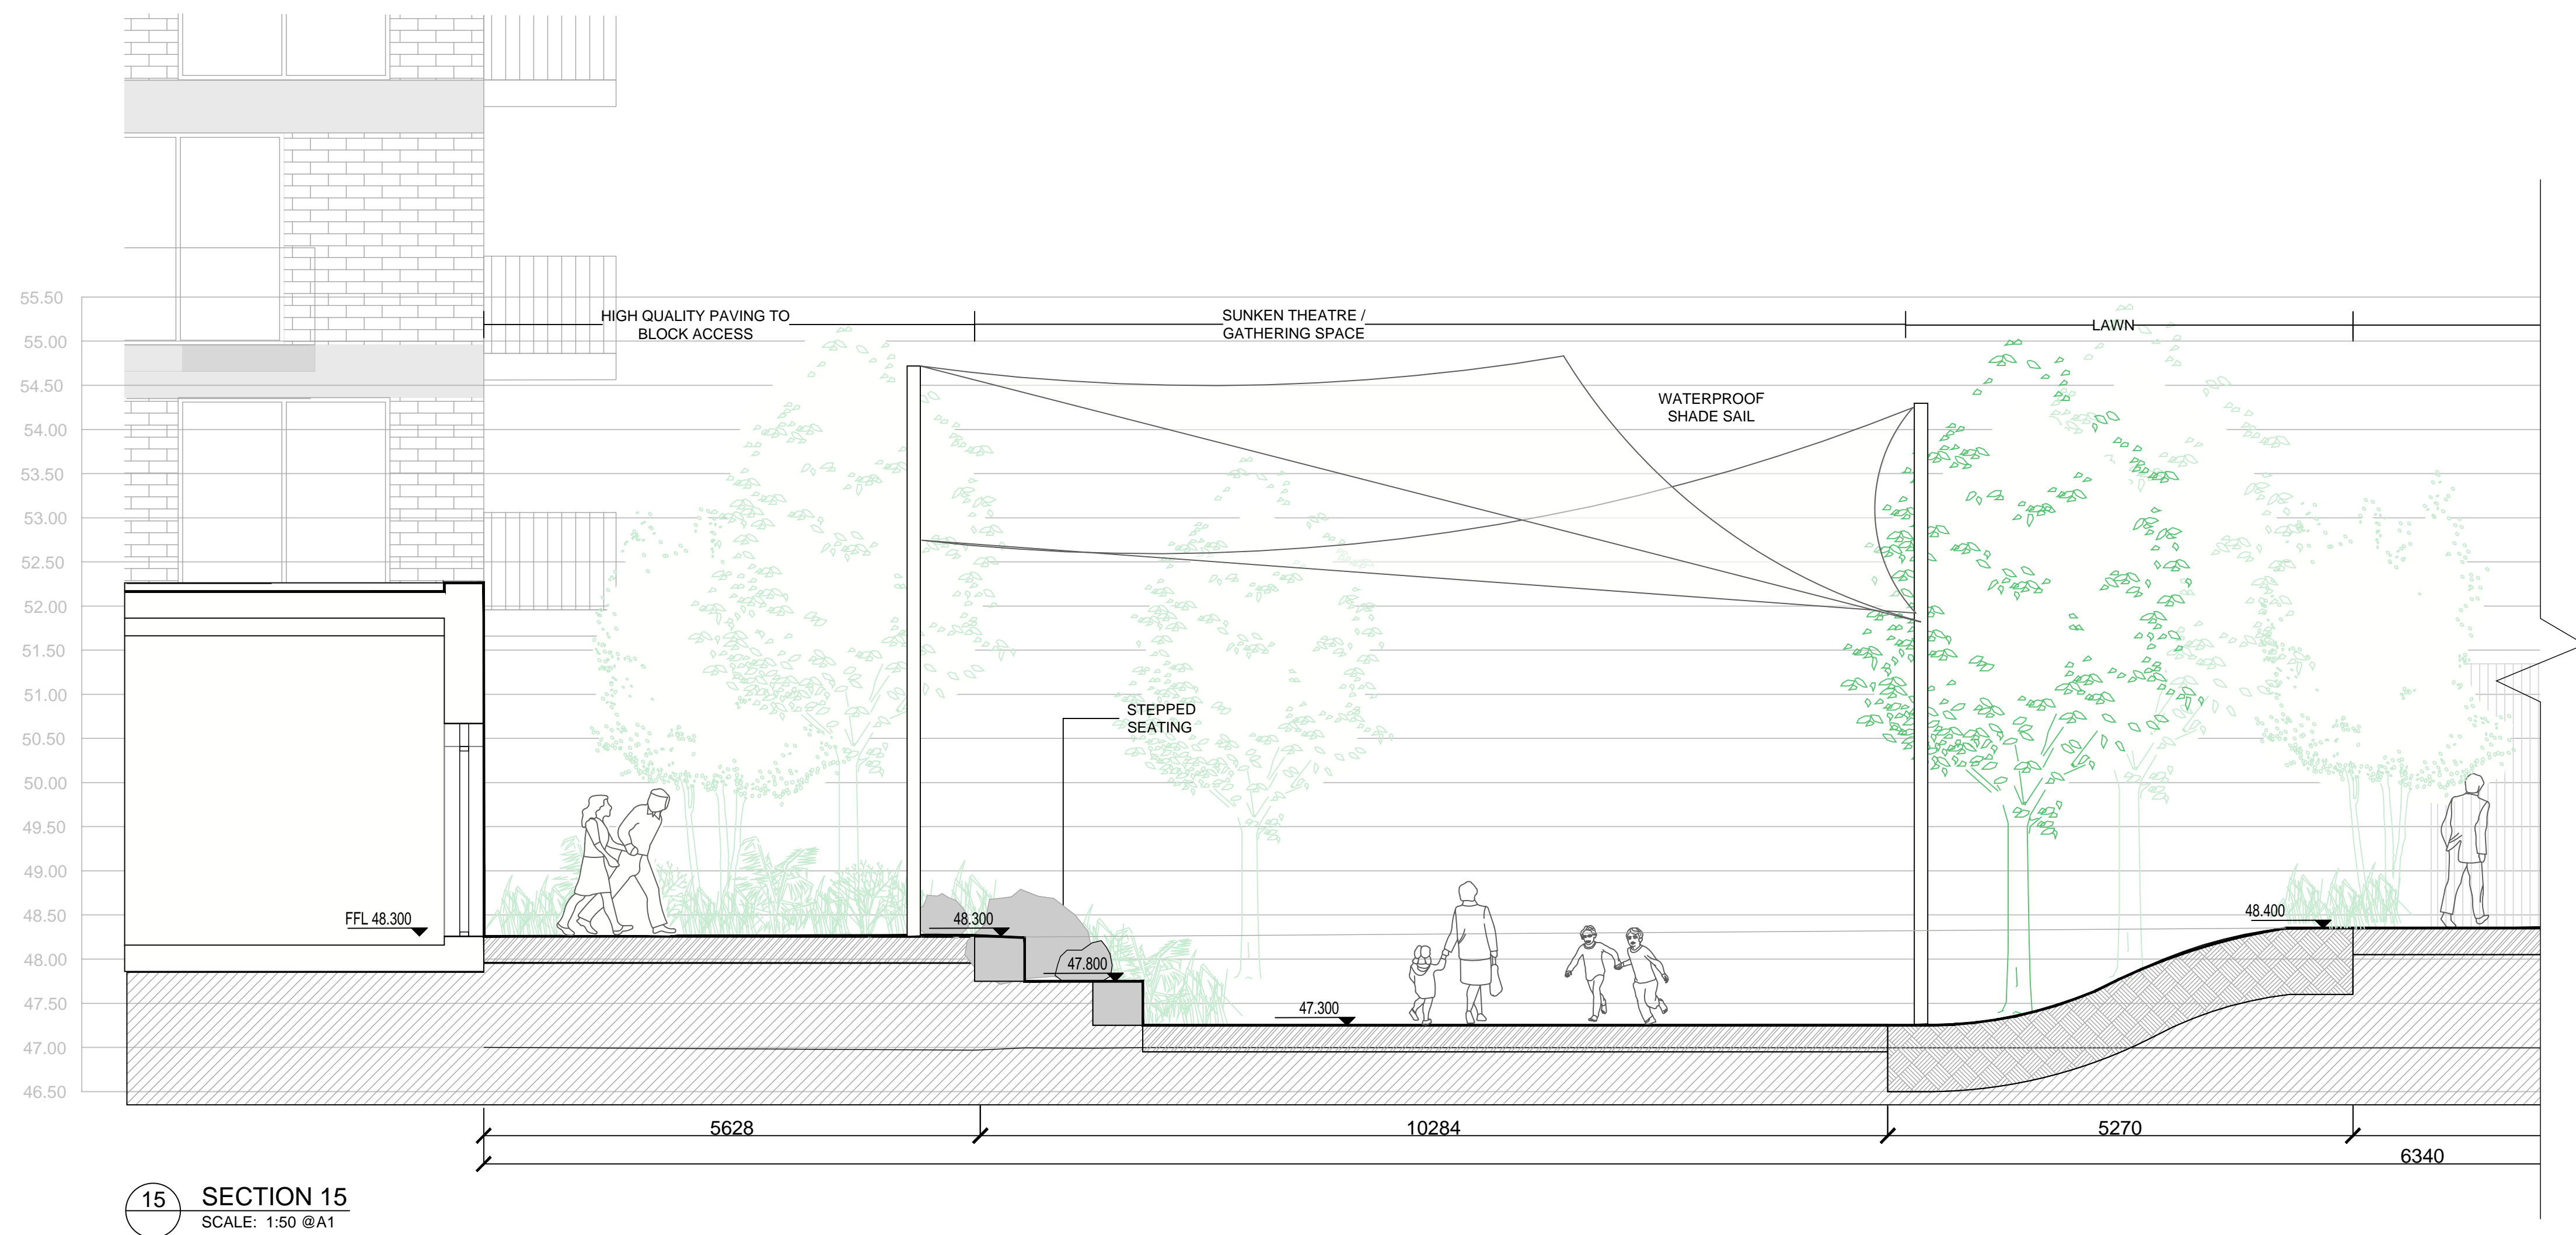 55.50
55.00
54.50
54.00
53.50
53.00
52.50
52.00
51.50
51.00
50.50
50.00
49.50
49.00
48.50
48.00
47.50
47.00
46.50
HIGH QUALITY PAVING TO
BLOCK ACCESS
SUNKEN THEATRE /
GATHERING SPACE
LAWN
WATERPROOF
SHADE SAIL
STEPPED
SEATING
FFL 48.300
48.300
47.800
47.300
48.400
5628
10284
5270
6340
15
SECTION 15
SCALE: 1:50 @A1